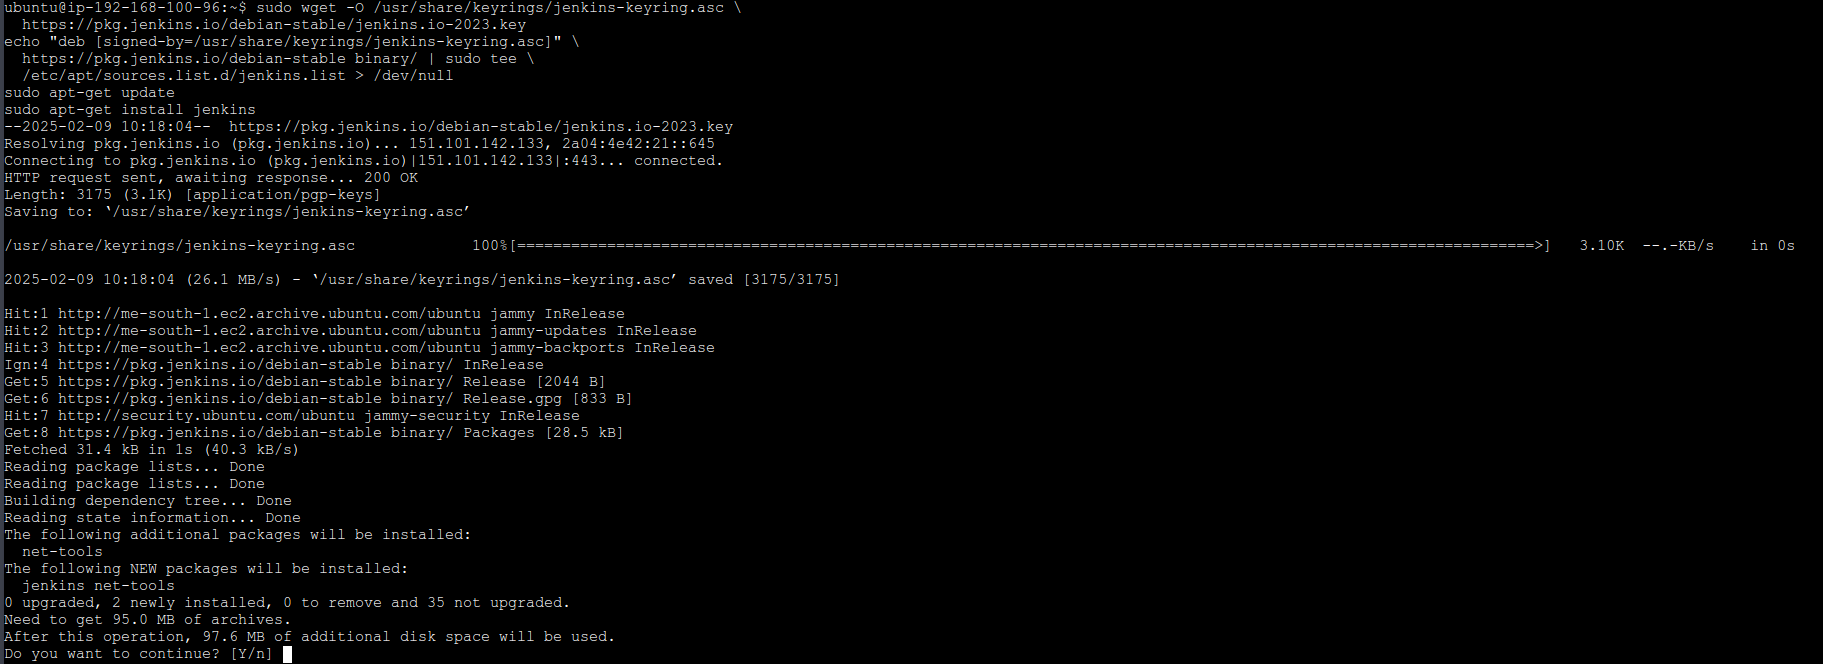 ubuntu@ip-192-168-100-96:~$ sudo wget -O /usr/share/keyrings/jenkins-keyring.asc \
  https://pkg.jenkins.io/debian-stable/jenkins.io-2023.key
echo "deb [signed-by=/usr/share/keyrings/jenkins-keyring.asc]" \
  https://pkg.jenkins.io/debian-stable binary/ | sudo tee \
  /etc/apt/sources.list.d/jenkins.list > /dev/null
sudo apt-get update
sudo apt-get install jenkins
--2025-02-09 10:18:04--  https://pkg.jenkins.io/debian-stable/jenkins.io-2023.key
Resolving pkg.jenkins.io (pkg.jenkins.io)... 151.101.142.133, 2a04:4e42:21::645
Connecting to pkg.jenkins.io (pkg.jenkins.io)|151.101.142.133|:443... connected.
HTTP request sent, awaiting response... 200 OK
Length: 3175 (3.1K) [application/pgp-keys]
Saving to: ‘/usr/share/keyrings/jenkins-keyring.asc’
/usr/share/keyrings/jenkins-keyring.asc             100%[=================================================================================================================>]   3.10K  --.-KB/s    in 0s
2025-02-09 10:18:04 (26.1 MB/s) - ‘/usr/share/keyrings/jenkins-keyring.asc’ saved [3175/3175]
Hit:1 http://me-south-1.ec2.archive.ubuntu.com/ubuntu jammy InRelease
Hit:2 http://me-south-1.ec2.archive.ubuntu.com/ubuntu jammy-updates InRelease
Hit:3 http://me-south-1.ec2.archive.ubuntu.com/ubuntu jammy-backports InRelease
Ign:4 https://pkg.jenkins.io/debian-stable binary/ InRelease
Get:5 https://pkg.jenkins.io/debian-stable binary/ Release [2044 B]
Get:6 https://pkg.jenkins.io/debian-stable binary/ Release.gpg [833 B]
Hit:7 http://security.ubuntu.com/ubuntu jammy-security InRelease
Get:8 https://pkg.jenkins.io/debian-stable binary/ Packages [28.5 kB]
Fetched 31.4 kB in 1s (40.3 kB/s)
Reading package lists... Done
Reading package lists... Done
Building dependency tree... Done
Reading state information... Done
The following additional packages will be installed:
  net-tools
The following NEW packages will be installed:
  jenkins net-tools
0 upgraded, 2 newly installed, 0 to remove and 35 not upgraded.
Need to get 95.0 MB of archives.
After this operation, 97.6 MB of additional disk space will be used.
Do you want to continue? [Y/n]